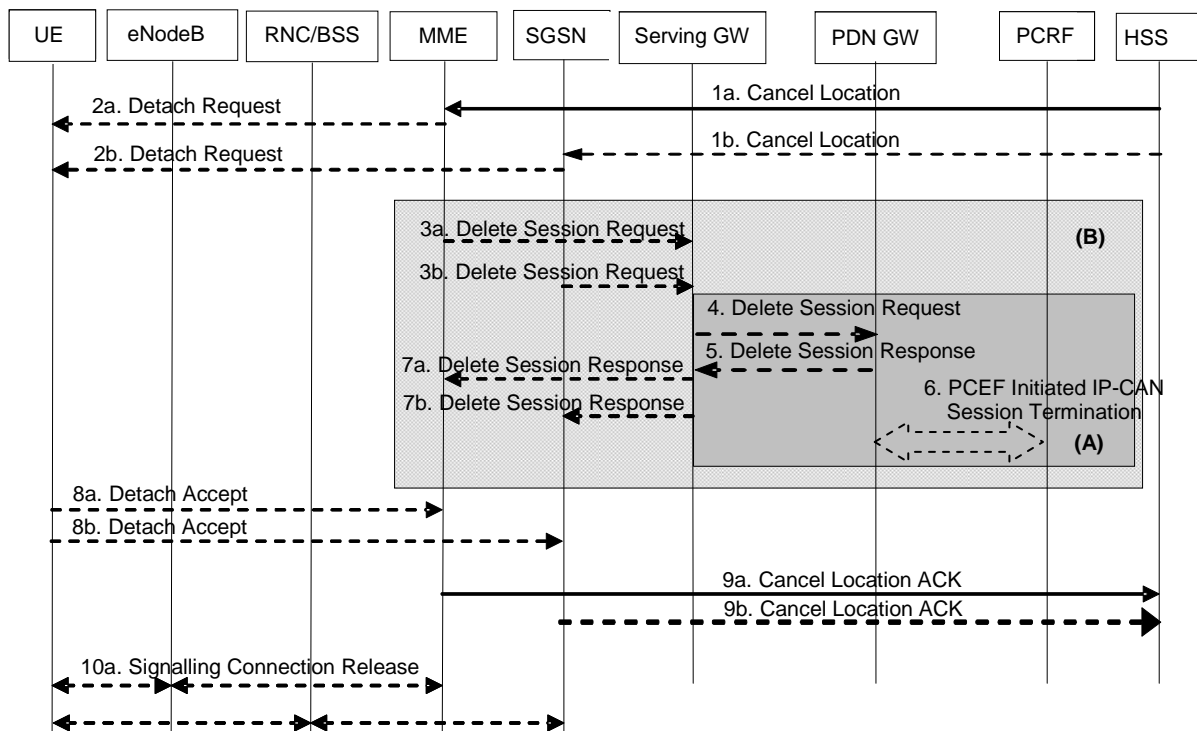 UE
eNodeB
RNC/BSS
MME
SGSN
Serving GW
PDN GW
PCRF
HSS
2a. Detach Request
1a. Cancel Location
2b. Detach Request
1b. Cancel Location
3a. Delete Session Request
(B)
3b. Delete Session Request
4. Delete Session Request
5. Delete Session Response
7a. Delete Session Response
6. PCEF Initiated IP-CAN
Session Termination
7b. Delete Session Response
(A)
8a. Detach Accept
8b. Detach Accept
9a. Cancel Location ACK
9b. Cancel Location ACK
10a. Signalling Connection Release